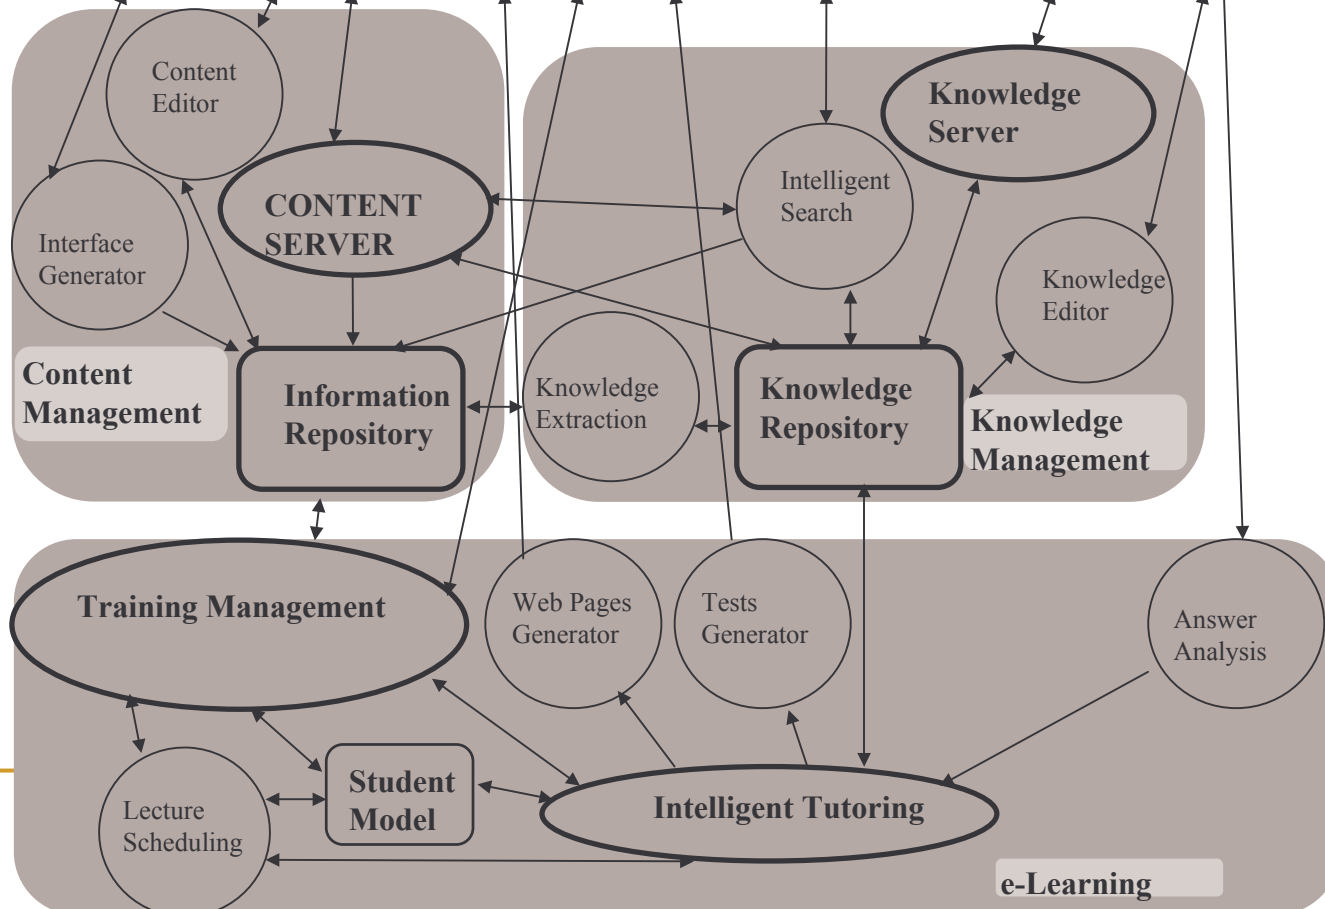 Content
Editor
Knowledge
Server
CONTENT
SERVER
Intelligent
Search
Interface
Generator
Knowledge
Editor
Content
Management
Information
Repository
Knowledge
Extraction
Knowledge
Repository
Knowledge
Management
Training Management
Web Pages
Generator
Tests
Generator
Answer
Analysis
Student
Model
Lecture
Scheduling
Intelligent Tutoring
e-Learning